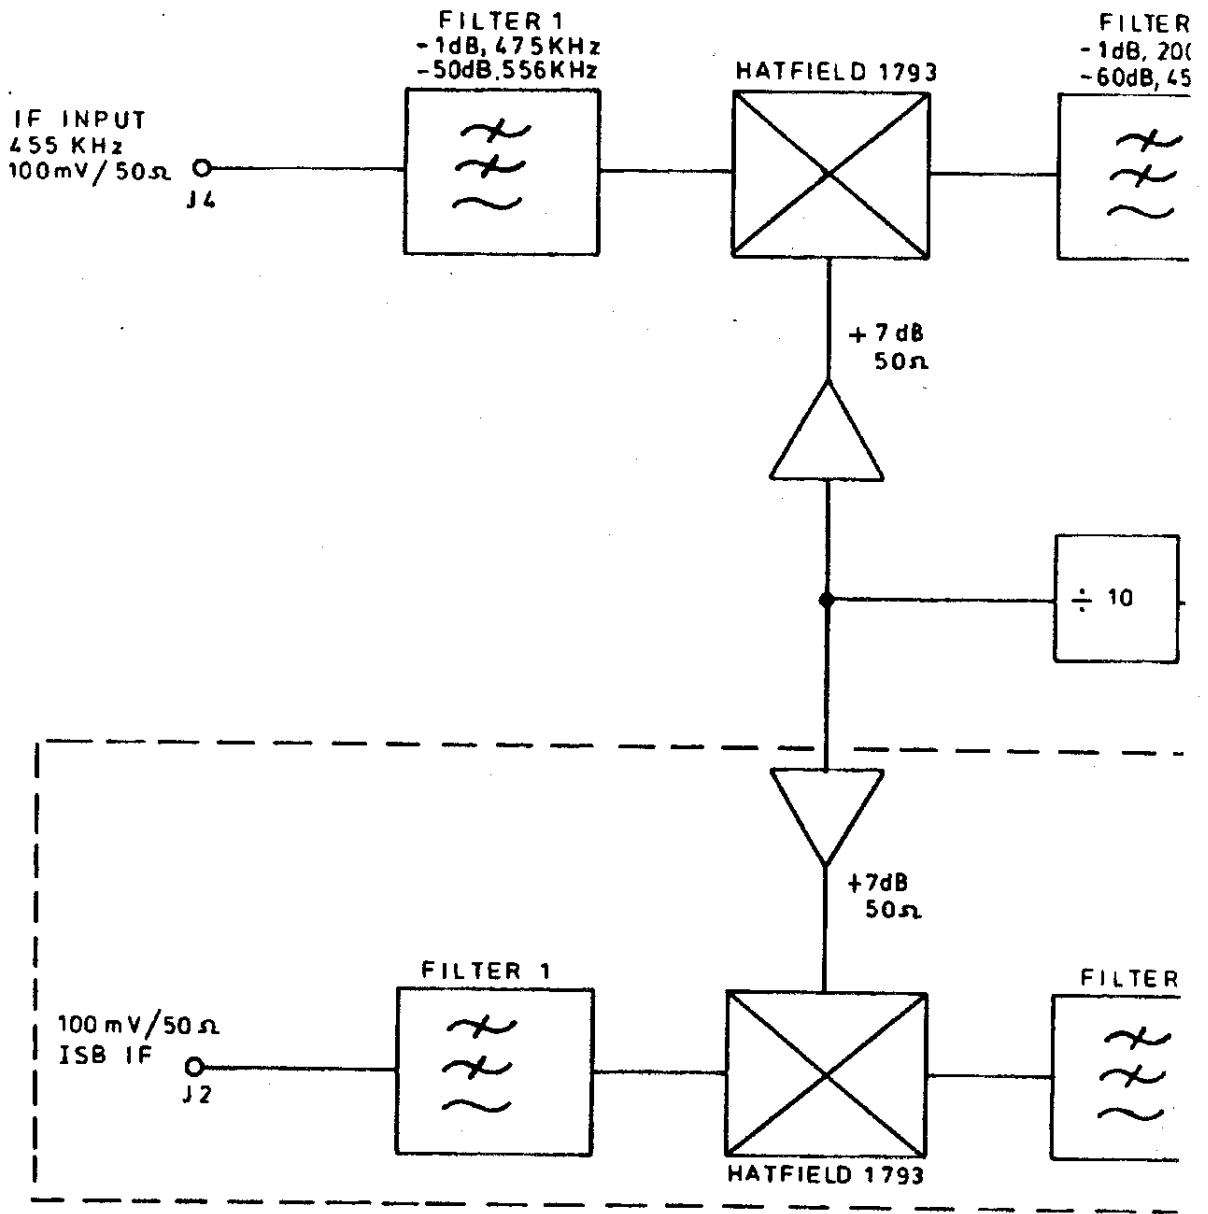 FILTER 1
-1dB, 475KHz
-50dB, 556KHz
HATFIELD 1793
FILTER
-1dB, 200
-60dB, 45
IF INPUT
455 KHz
100mV/50Ω
J4
+7dB
50Ω
÷ 10
+7dB
50Ω
FILTER 1
FILTER
100mV/50Ω
ISB IF
J2
HATFIELD 1793